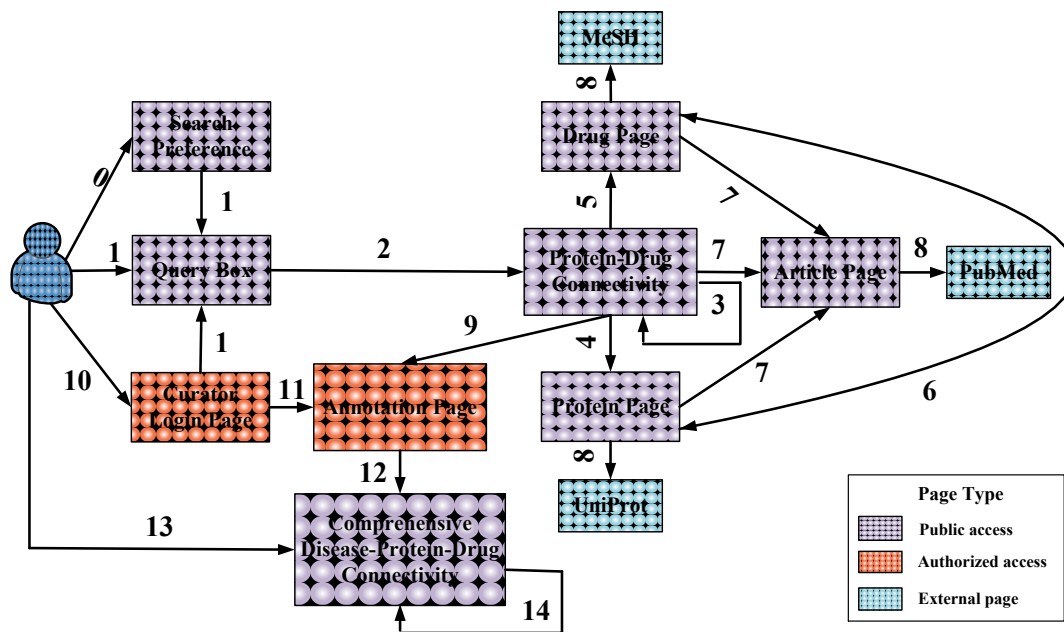 MeSH
8
Search
Preference
Drug Page
0
1
5
7
1
Query Box
2
Protein-Drug
Connectivity
7
Article Page
8
PubMed
3
9
4
10
1
Curator
Login Page
11
Annotation Page
Protein Page
7
6
12
8
UniProt
13
Comprehensive
Disease-Protein-Drug
Connectivity
14
Page Type
Public access
Authorized access
External page